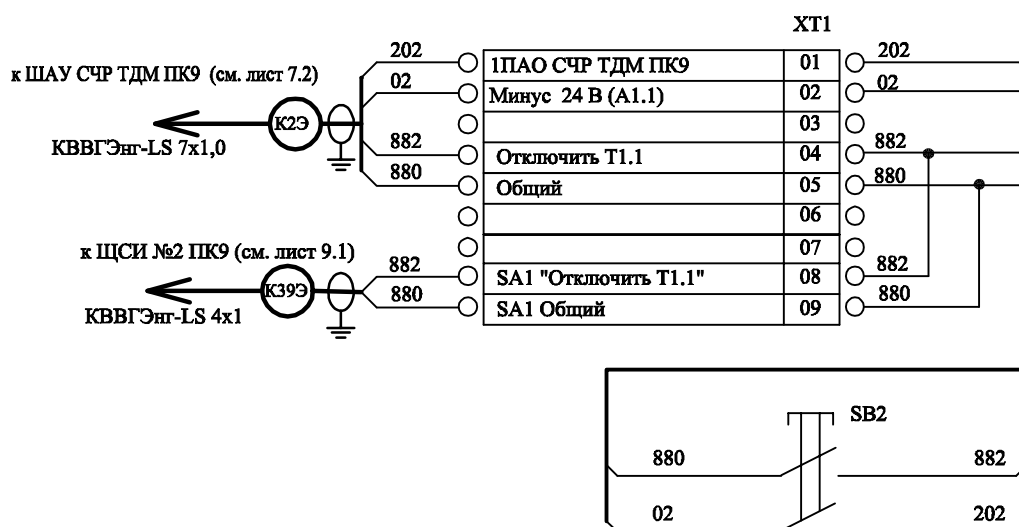 XT1
202 1ПАО СЧР ТДМ ПК9 01 202
к ШАУ СЧР ТДМ ПК9 (см. лист 7.2)
02 Минус 24 В (А1.1) 02 02
К2Э 03
КВВГЭнг-LS 7х1,0
882 Отключить Т1.1 04 882
880 Общий 05 880
06
к ЩСИ №2 ПК9 (см. лист 9.1) 07
882 SA1 "Отключить Т1.1" 08 882
К39Э
880 SA1 Общий 09 880
КВВГЭнг-LS 4х1
SB2
880 882
02 202